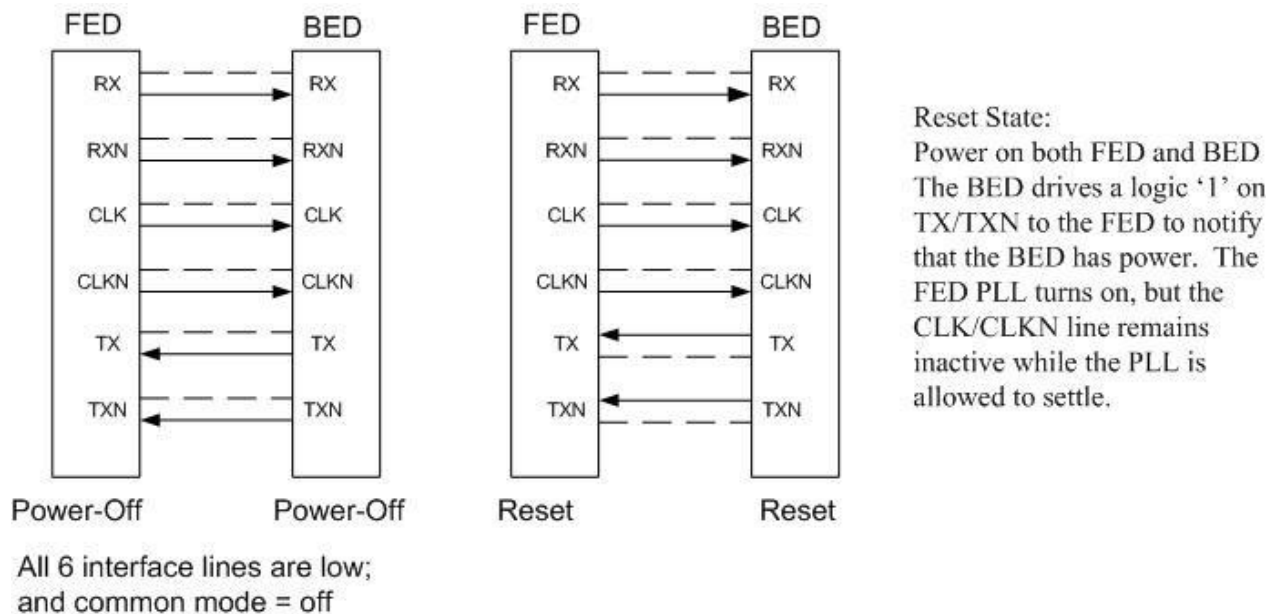 FED BED
RX RX
RXN RXN
CLK CLK
CLKN CLKN
TX TX
TXN TXN
Power-Off Power-Off
All 6 interface lines are low;
and common mode = off
FED BED
RX RX
RXN RXN
CLK CLK
CLKN CLKN
TX TX
TXN TXN
Reset Reset
Reset State:
Power on both FED and BED
The BED drives a logic ‘1’ on
TX/TXN to the FED to notify
that the BED has power. The
FED PLL turns on, but the
CLK/CLKN line remains
inactive while the PLL is
allowed to settle.